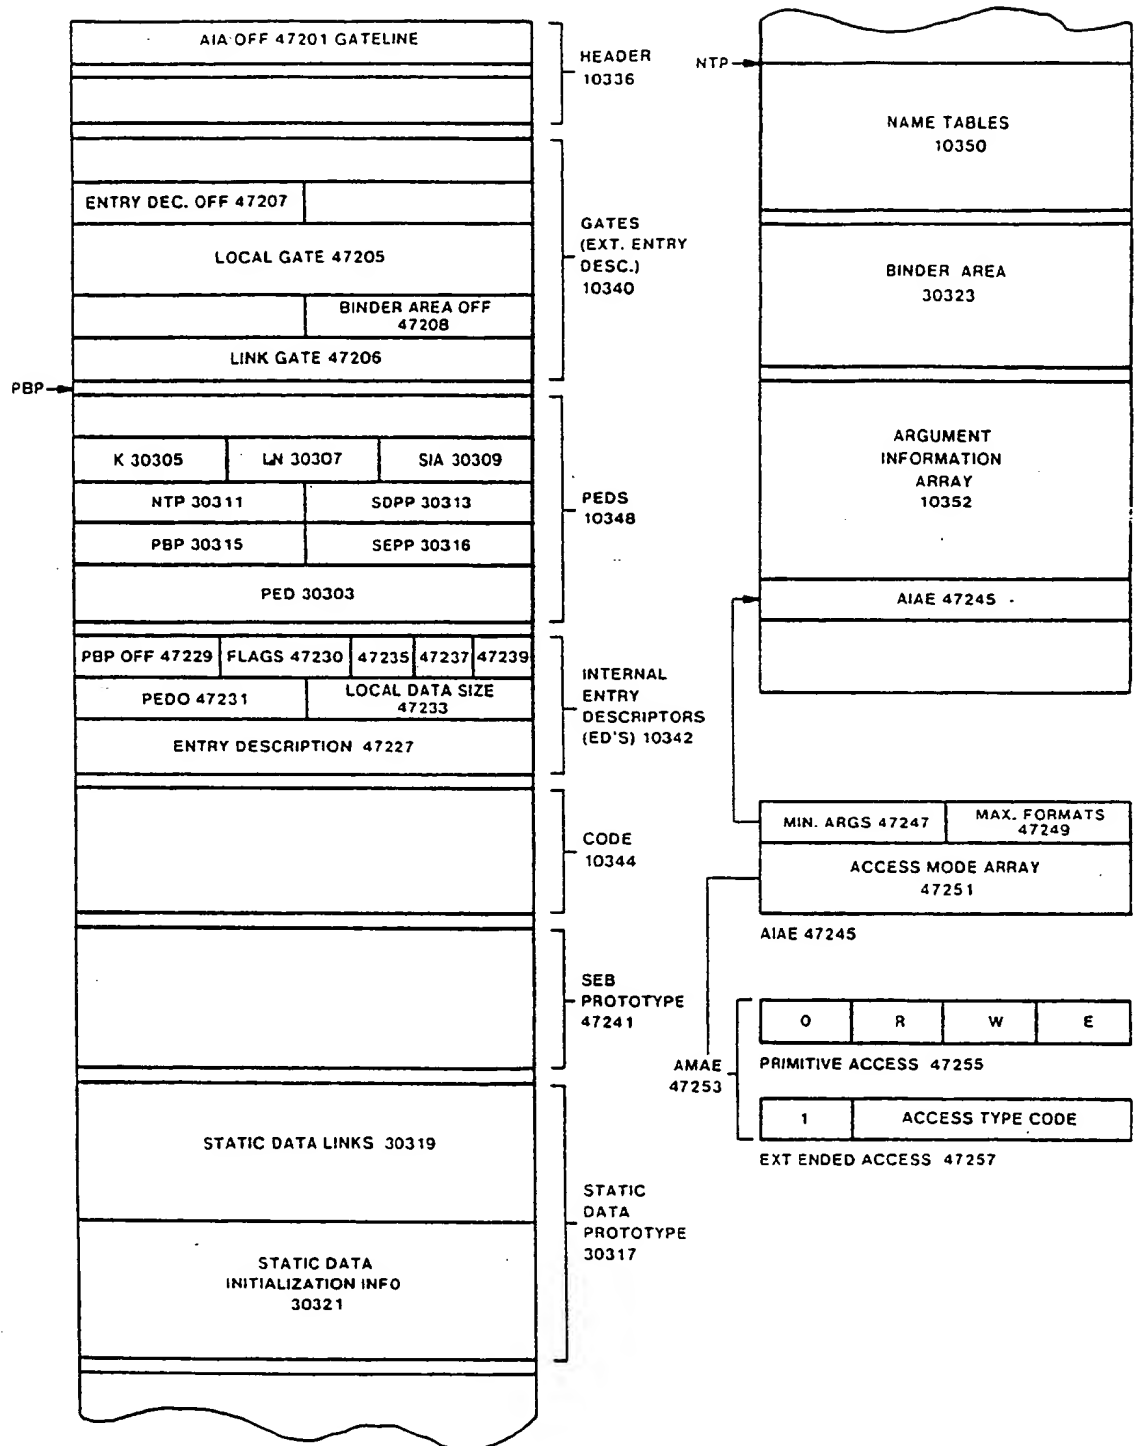 AIA OFF 47201 GATELINE
HEADER
10336
ENTRY DEC. OFF 47207
LOCAL GATE 47205
BINDER AREA OFF
47208
LINK GATE 47206
GATES
(EXT. ENTRY
DESC.)
10340
PBP
K 30305
LN 30307
SIA 30309
NTP 30311
SDPP 30313
PBP 30315
SEPP 30316
PED 30303
PEDS
10348
PBP OFF 47229
FLAGS 47230
47235
47237
47239
PEDO 47231
LOCAL DATA SIZE
47233
ENTRY DESCRIPTION 47227
INTERNAL
ENTRY
DESCRIPTORS
(ED'S) 10342
CODE
10344
SEB
PROTOTYPE
47241
STATIC DATA LINKS 30319
STATIC DATA
INITIALIZATION INFO
30321
STATIC
DATA
PROTOTYPE
30317
NTP
NAME TABLES
10350
BINDER AREA
30323
ARGUMENT
INFORMATION
ARRAY
10352
AIAE 47245
MIN. ARGS 47247
MAX. FORMATS
47249
ACCESS MODE ARRAY
47251
AIAE 47245
AMAE
47253
O
R
W
E
PRIMITIVE ACCESS 47255
1
ACCESS TYPE CODE
EXT ENDED ACCESS 47257